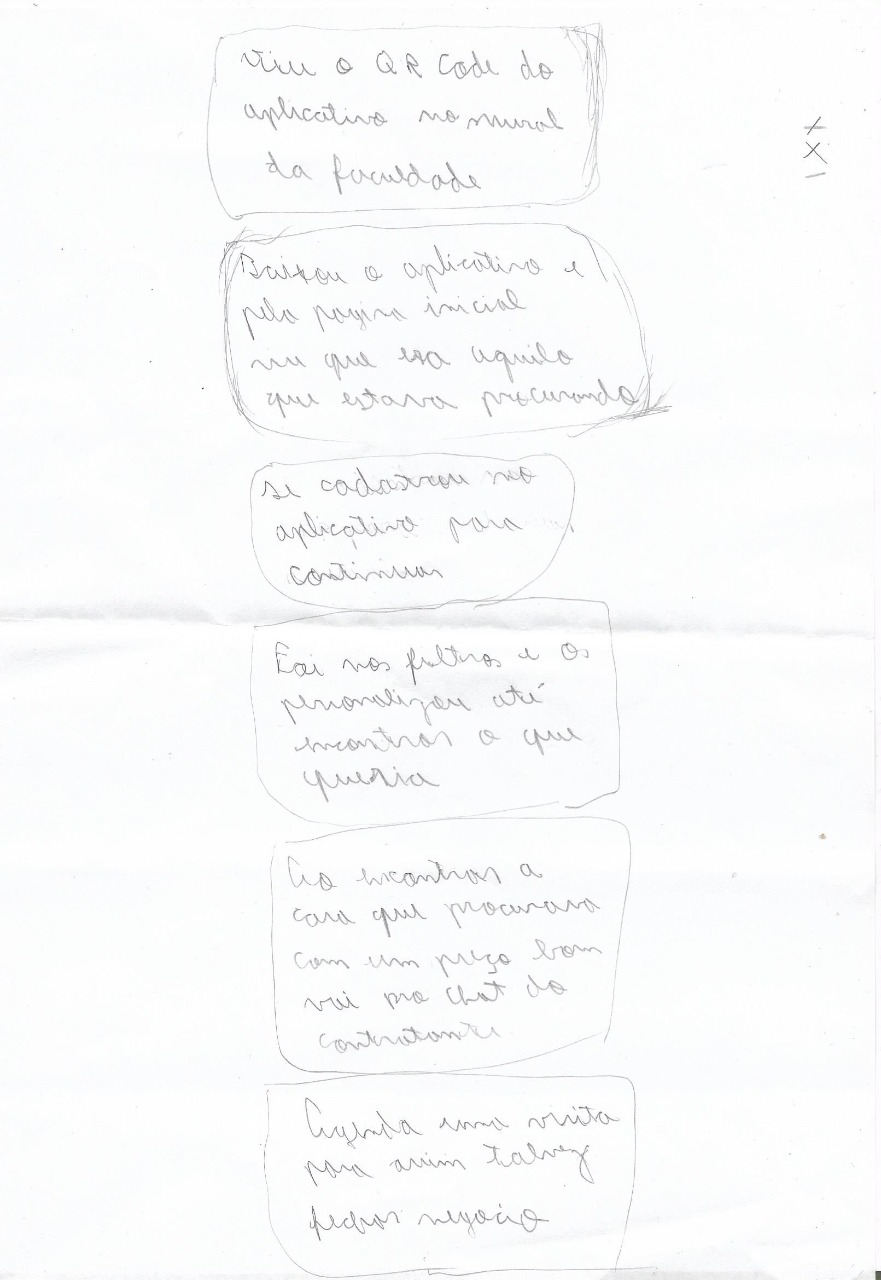 Viu o QR Code do
aplicativo no mural
da faculdade
Baixou o aplicativo e
pela pagina inicial
viu que era aquilo
que estava procurando
se cadastrou no
aplicativo para
continuar
Foi nos filtros e os
personalizou até
encontrar o que
queria
Ao encontrar a
casa que procurava
com um preço bom
vai pro chat do
contratante
Agenda uma visita
para assim talvez
fechar negocio